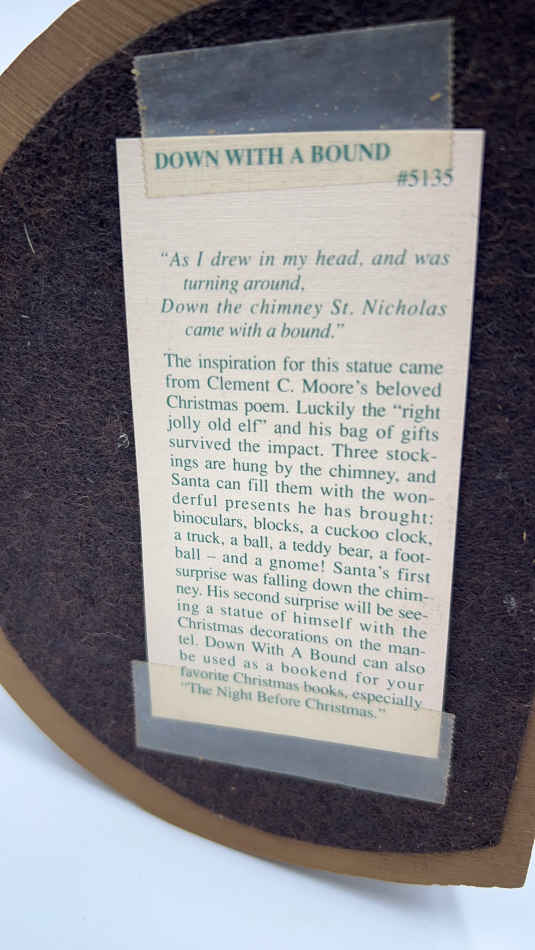 DOWN WITH A BOUND
#5135
“As I drew in my head, and was
turning around,
Down the chimney St. Nicholas
came with a bound.”
The inspiration for this statue came
from Clement C. Moore’s beloved
Christmas poem. Luckily the “right
jolly old elf” and his bag of gifts
survived the impact. Three stock-
ings are hung by the chimney, and
Santa can fill them with the won-
derful presents he has brought:
binoculars, blocks, a cuckoo clock,
a truck, a ball, a teddy bear, a foot-
ball – and a gnome! Santa’s first
surprise was falling down the chim-
ney. His second surprise will be see-
ing a statue of himself with the
Christmas decorations on the man-
tel. Down With A Bound can also
be used as a bookend for your
favorite Christmas books, especially
“The Night Before Christmas.”